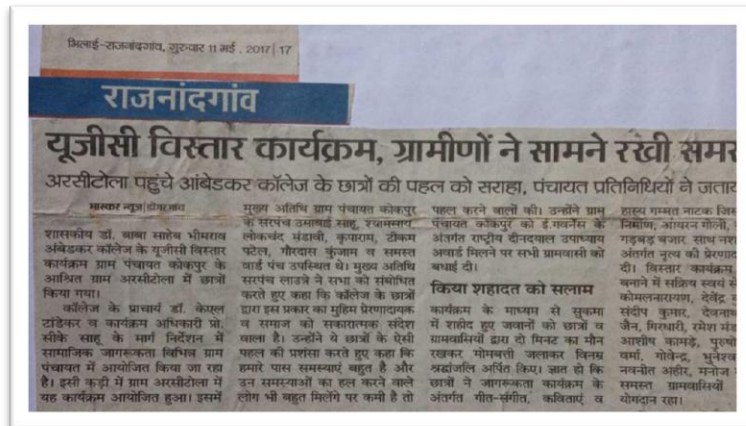 भिलाई-राजनांदगांव, गुरुवार 11 मई . 2017 | 17
राजनांदगांव
यूजीसी विस्तार कार्यक्रम, ग्रामीणों ने सामने रखी समस
अरसीटोला पहुंचे आंबेडकर कॉलेज के छात्रों की पहल को सराहा, पंचायत प्रतिनिधियों ने जताए
भास्कर न्यूज | डोंगरगांव
शासकीय डॉ. बाबा साहेब भीमराव
अंबेडकर कॉलेज के यूजीसी विस्तार
कार्यक्रम ग्राम पंचायत कोकपुर के
आश्रित ग्राम अरसीटोला में छात्रों
किया गया।
कॉलेज के प्राचार्य डॉ. केएल
टांडेकर व कार्यक्रम अधिकारी प्रो.
सीके साहू के मार्ग निर्देशन में
सामाजिक जागरूकता विभिन्न ग्राम
पंचायत में आयोजित किया जा रहा
है। इसी कड़ी में ग्राम अरसीटोला में
यह कार्यक्रम आयोजित हुआ। इसमें
मुख्य अतिथि ग्राम पंचायत कोकपुर
के सरपंच उमाबाई साहू, श्यामसाय
लोकचंद मंडावी, कृपाराम, टीकम
पटेल, गौरदास कुंजाम व समस्त
वार्ड पंच उपस्थित थे। मुख्य अतिथि
सरपंच लाडत्रे ने सभा को संबोधित
करते हुए कहा कि कॉलेज के छात्रों
द्वारा इस प्रकार का मुहिम प्रेरणादायक
व समाज को सकारात्मक संदेश
वाला है। उन्होंने ये छात्रों के ऐसी
पहल की प्रशंसा करते हुए कहा कि
हमारे पास समस्याएं बहुत है और
उन समस्याओं का हल करने वाले
लोग भी बहुत मिलेंगे पर कमी है तो
पहल करने वालों की। उन्होंने ग्राम
पंचायत कोकपुर को ई.गवर्नेंस के
अंतर्गत राष्ट्रीय दीनदयाल उपाध्याय
अवार्ड मिलने पर सभी ग्रामवासी को
बधाई दी।
किया शहादत को सलाम
कार्यक्रम के माध्यम से सुकमा
में शहीद हुए जवानों को छात्रों व
ग्रामवासियों द्वारा दो मिनट का मौन
रखकर मोमबत्ती जलाकर विनम्र
श्रद्धांजलि अर्पित किए। ज्ञात हो कि
छात्रों ने जागरूकता कार्यक्रम के
अंतर्गत गीत-संगीत, कविताएं व
हास्य गम्मत नाटक जिस
निर्माण, आयरन गोली,
गड़बड़ बजार साथ नश
अंतर्गत नृत्य की प्रेरणाद
दी। विस्तार कार्यक्रम
बनाने में सक्रिय स्वयं से
कोमलनारायण, देवेंद्र
संदीप कुमार, देवनाथ
जैन, गिरधारी, रमेश मंड
आशीष कामड़े, पुरुषो
वर्मा, गोवेन्द्र, भुनेश्व
नवनीत अहीर, मनोज
समस्त ग्रामवासियों
योगदान रहा।